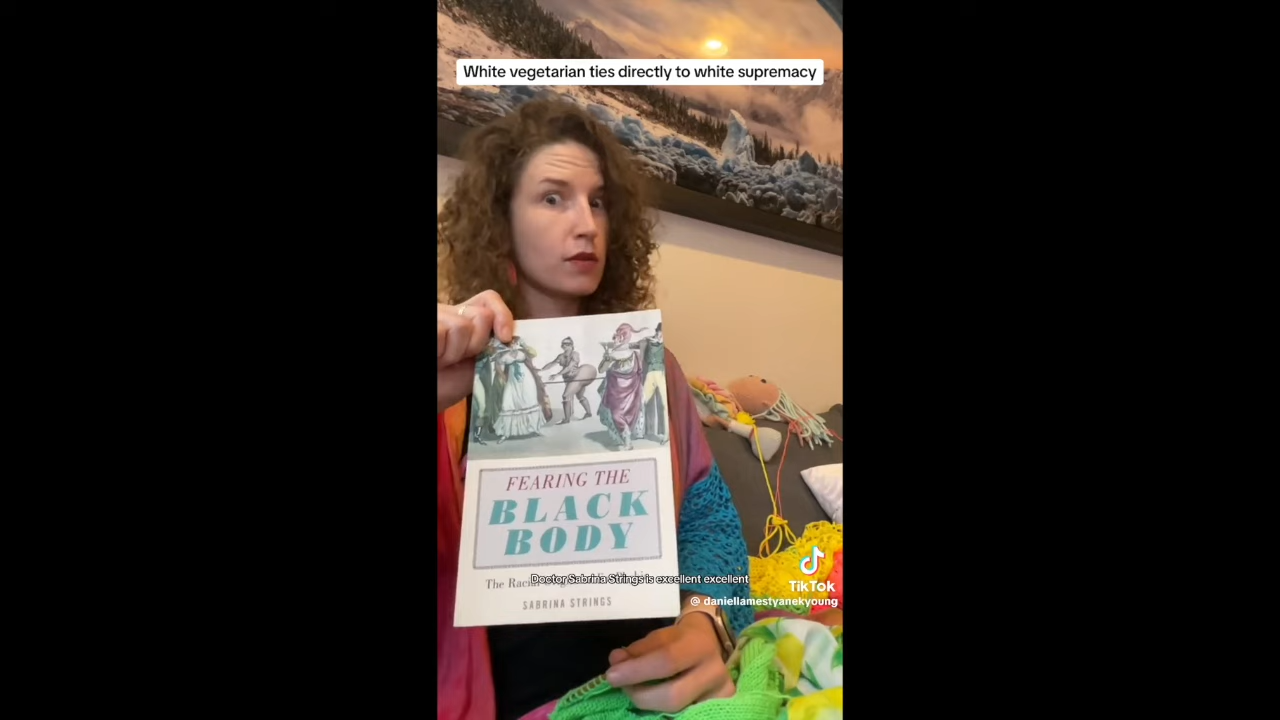 White vegetarian ties directly to white supremacy
FEARING THE
BLACK
BODY
The Racial
Doctor Sabrina Strings is excellent excellent
SABRINA STRINGS
TikTok
@ daniellamestyanekyoung